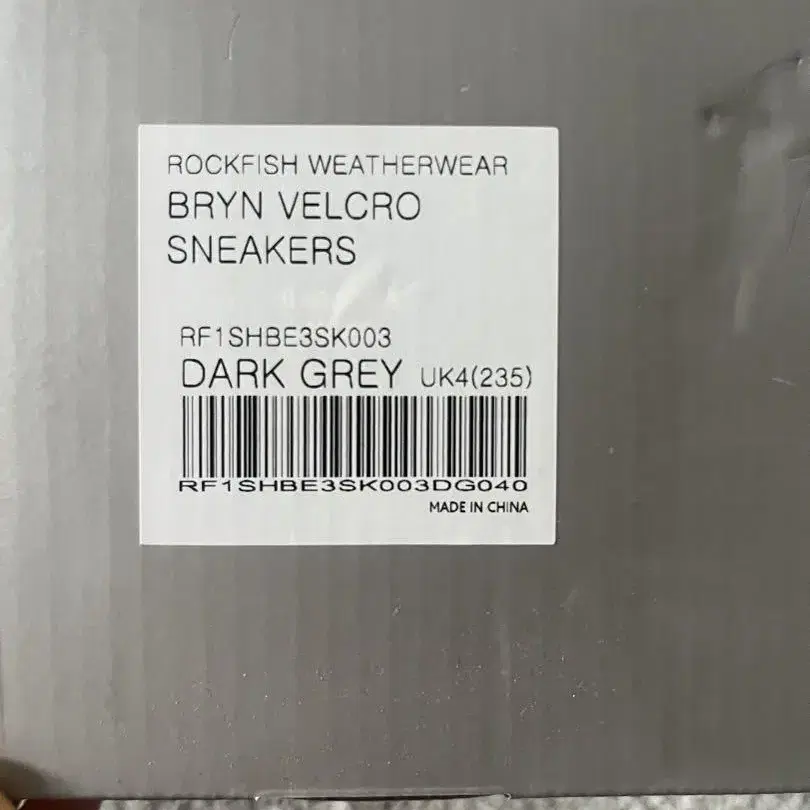 ROCKFISH WEATHERWEAR
BRYN VELCRO
SNEAKERS
RF1SHBE3SK003
DARK GREY UK4(235)
RF1SHBE3SK003DG040
MADE IN CHINA